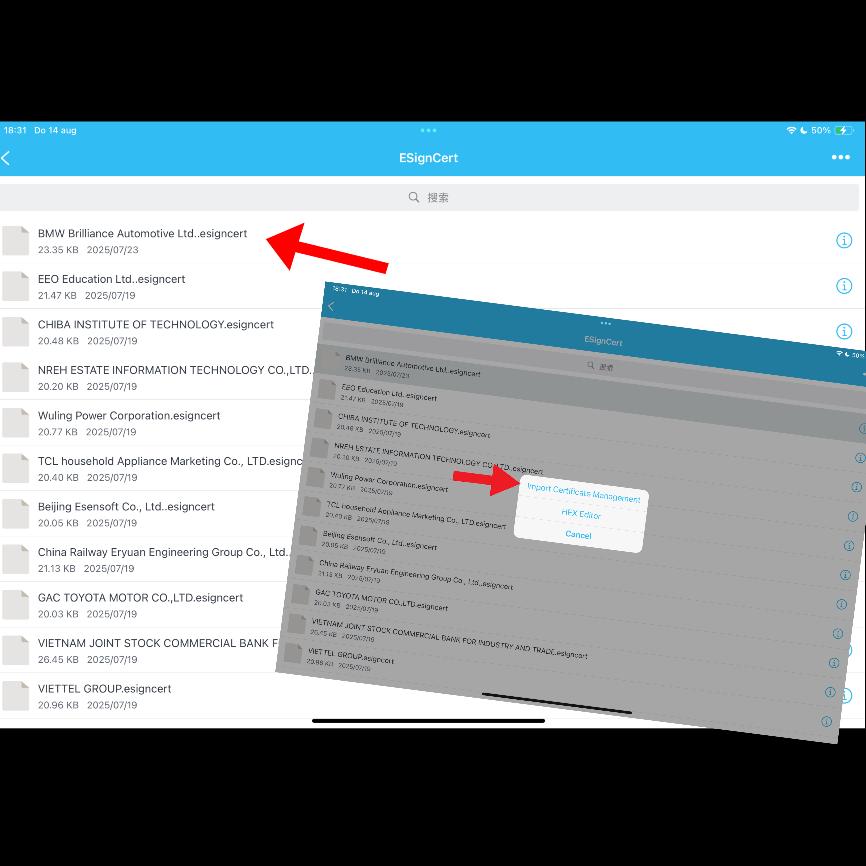 18:31 Do 14 aug
50%
ESignCert
搜索
BMW Brilliance Automotive Ltd..esigncert
23.35 KB 2025/07/23
EEO Education Ltd..esigncert
21.47 KB 2025/07/19
CHIBA INSTITUTE OF TECHNOLOGY.esigncert
20.48 KB 2025/07/19
NREH ESTATE INFORMATION TECHNOLOGY CO.,LTD.
20.20 KB 2025/07/19
Wuling Power Corporation.esigncert
20.77 KB 2025/07/19
TCL household Appliance Marketing Co., LTD.esignc
20.40 KB 2025/07/19
Beijing Esensoft Co., Ltd..esigncert
20.05 KB 2025/07/19
China Railway Eryuan Engineering Group Co., Ltd..
21.13 KB 2025/07/19
GAC TOYOTA MOTOR CO.,LTD.esigncert
20.03 KB 2025/07/19
VIETNAM JOINT STOCK COMMERCIAL BANK F
26.45 KB 2025/07/19
VIETTEL GROUP.esigncert
20.96 KB 2025/07/19
18:31 Do 14 aug
50%
ESignCert
搜索
BMW Brilliance Automotive Ltd..esigncert
23.35 KB 2025/07/23
EEO Education Ltd..esigncert
21.47 KB 2025/07/19
CHIBA INSTITUTE OF TECHNOLOGY.esigncert
20.48 KB 2025/07/19
NREH ESTATE INFORMATION TECHNOLOGY CO.,LTD..esigncert
20.20 KB 2025/07/19
Wuling Power Corporation.esigncert
20.77 KB 2025/07/19
TCL household Appliance Marketing Co., LTD.esigncert
20.40 KB 2025/07/19
Beijing Esensoft Co., Ltd..esigncert
20.05 KB 2025/07/19
China Railway Eryuan Engineering Group Co., Ltd..esigncert
21.13 KB 2025/07/19
GAC TOYOTA MOTOR CO.,LTD.esigncert
20.03 KB 2025/07/19
VIETNAM JOINT STOCK COMMERCIAL BANK FOR INDUSTRY AND TRADE.esigncert
26.45 KB 2025/07/19
VIETTEL GROUP.esigncert
20.96 KB 2025/07/19
Import Certificate Management
HEX Editor
Cancel